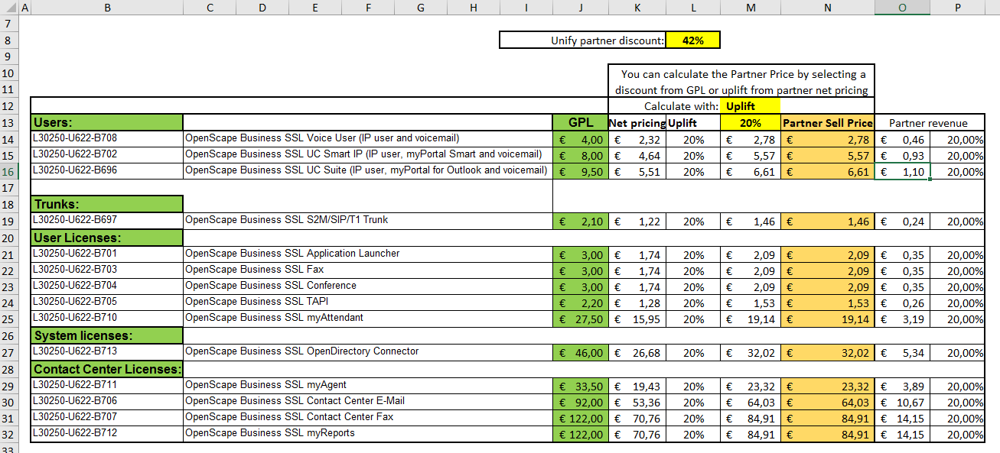 A B C D E F G H I J K L M N O P
7
8 Unify partner discount: 42%
9
10 You can calculate the Partner Price by selecting a
11 discount from GPL or uplift from partner net pricing
12 Calculate with: Uplift
13 Users: GPL Net pricing Uplift 20% Partner Sell Price Partner revenue
14 L30250-U622-B708 OpenScape Business SSL Voice User (IP user and voicemail) € 4,00 € 2,32 20% € 2,78 € 2,78 € 0,46 20,00%
15 L30250-U622-B702 OpenScape Business SSL UC Smart IP (IP user, myPortal Smart and voicemail) € 8,00 € 4,64 20% € 5,57 € 5,57 € 0,93 20,00%
16 L30250-U622-B696 OpenScape Business SSL UC Suite (IP user, myPortal for Outlook and voicemail) € 9,50 € 5,51 20% € 6,61 € 6,61 € 1,10 20,00%
17
18 Trunks:
19 L30250-U622-B697 OpenScape Business SSL S2M/SIP/T1 Trunk € 2,10 € 1,22 20% € 1,46 € 1,46 € 0,24 20,00%
20 User Licenses:
21 L30250-U622-B701 OpenScape Business SSL Application Launcher € 3,00 € 1,74 20% € 2,09 € 2,09 € 0,35 20,00%
22 L30250-U622-B703 OpenScape Business SSL Fax € 3,00 € 1,74 20% € 2,09 € 2,09 € 0,35 20,00%
23 L30250-U622-B704 OpenScape Business SSL Conference € 3,00 € 1,74 20% € 2,09 € 2,09 € 0,35 20,00%
24 L30250-U622-B705 OpenScape Business SSL TAPI € 2,20 € 1,28 20% € 1,53 € 1,53 € 0,26 20,00%
25 L30250-U622-B710 OpenScape Business SSL myAttendant € 27,50 € 15,95 20% € 19,14 € 19,14 € 3,19 20,00%
26 System licenses:
27 L30250-U622-B713 OpenScape Business SSL OpenDirectory Connector € 46,00 € 26,68 20% € 32,02 € 32,02 € 5,34 20,00%
28 Contact Center Licenses:
29 L30250-U622-B711 OpenScape Business SSL myAgent € 33,50 € 19,43 20% € 23,32 € 23,32 € 3,89 20,00%
30 L30250-U622-B706 OpenScape Business SSL Contact Center E-Mail € 92,00 € 53,36 20% € 64,03 € 64,03 € 10,67 20,00%
31 L30250-U622-B707 OpenScape Business SSL Contact Center Fax € 122,00 € 70,76 20% € 84,91 € 84,91 € 14,15 20,00%
32 L30250-U622-B712 OpenScape Business SSL myReports € 122,00 € 70,76 20% € 84,91 € 84,91 € 14,15 20,00%
33